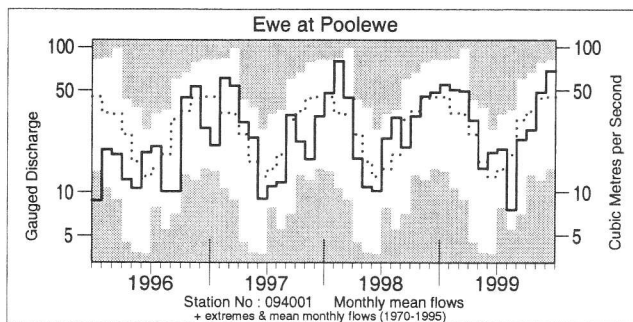 Ewe at Poolewe
100
50
10
5
Gauged Discharge
100
50
10
5
Cubic Metres per Second
1996 1997 1998 1999
Station No : 094001 Monthly mean flows
+ extremes & mean monthly flows (1970-1995)